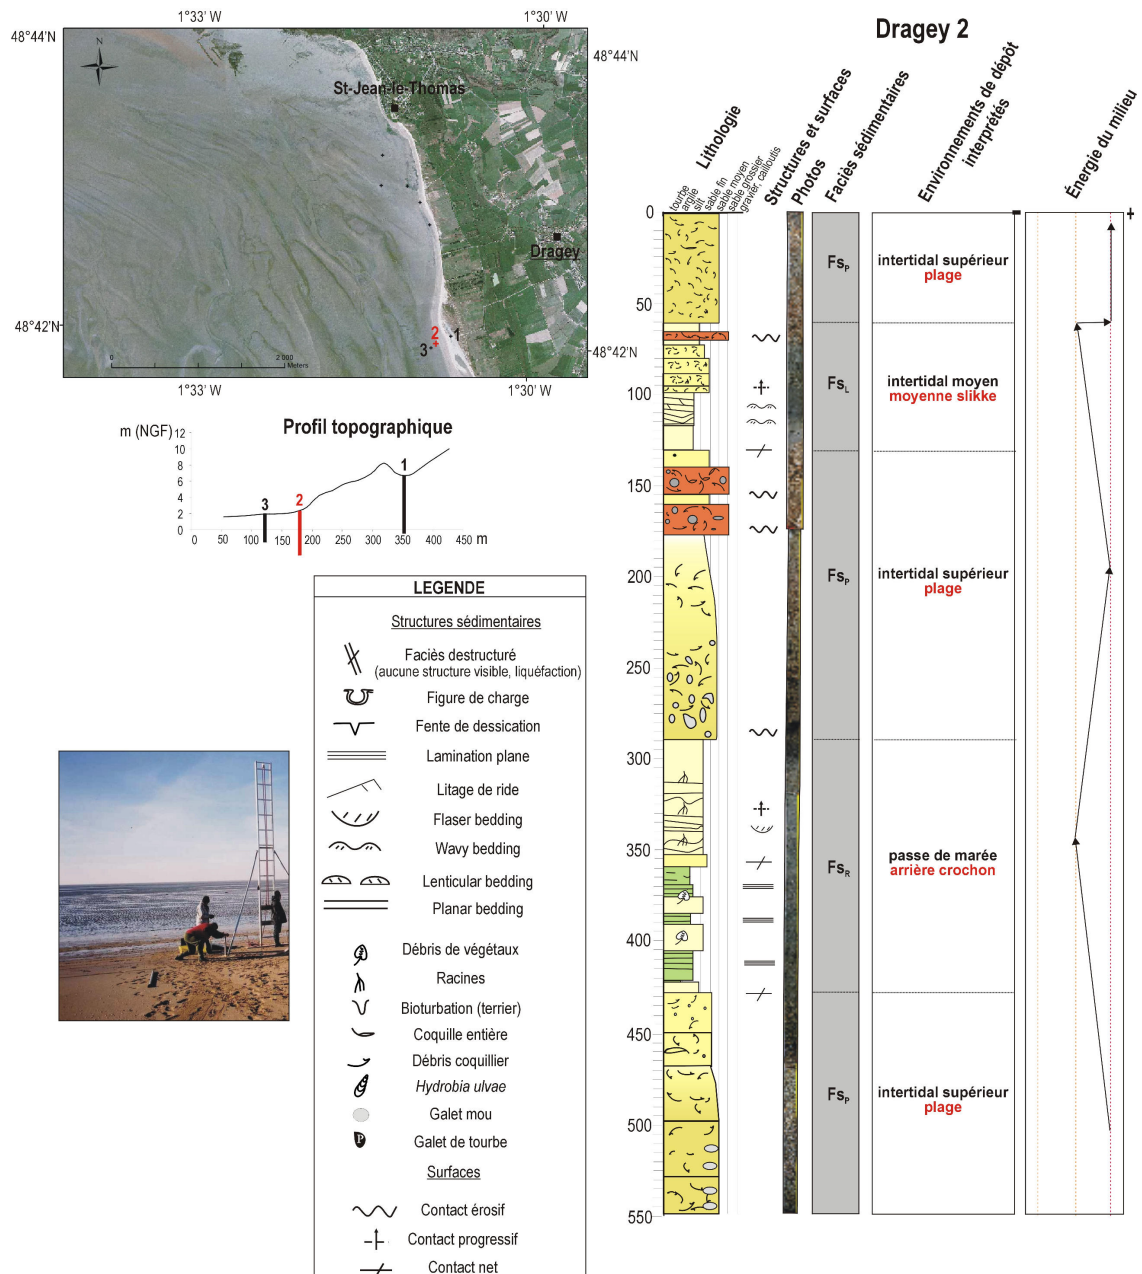 1°33' W
1°30' W
48°44'N
48°44'N
N
St-Jean-le-Thomas
Dragey
48°42'N
48°42'N
2
1
3
0
2 000
Meters
1°33' W
1°30' W
Profil topographique
m (NGF)
12
10
8
6
4
2
0
3
2
1
0
50
100
150
200
250
300
350
400
450 m
LEGENDE
Structures sédimentaires
Faciès destructuré
(aucune structure visible, liquéfaction)
Figure de charge
Fente de dessication
Lamination plane
Litage de ride
Flaser bedding
Wavy bedding
Lenticular bedding
Planar bedding
Débris de végétaux
Racines
Bioturbation (terrier)
Coquille entière
Débris coquillier
Hydrobia ulvae
Galet mou
P
Galet de tourbe
Surfaces
Contact érosif
Contact progressif
Contact net
Dragey 2
Lithologie
tourbe
argile
silt
sable fin
sable moyen
sable grossier
gravier, cailloutis
Structures et surfaces
Photos
Faciès sédimentaires
Environnements de dépôt
interprétés
Énergie du milieu
-
+
0
50
100
150
200
250
300
350
400
450
500
550
FsP
intertidal supérieur
plage
FsL
intertidal moyen
moyenne slikke
FsP
intertidal supérieur
plage
FsR
passe de marée
arrière crochon
FsP
intertidal supérieur
plage